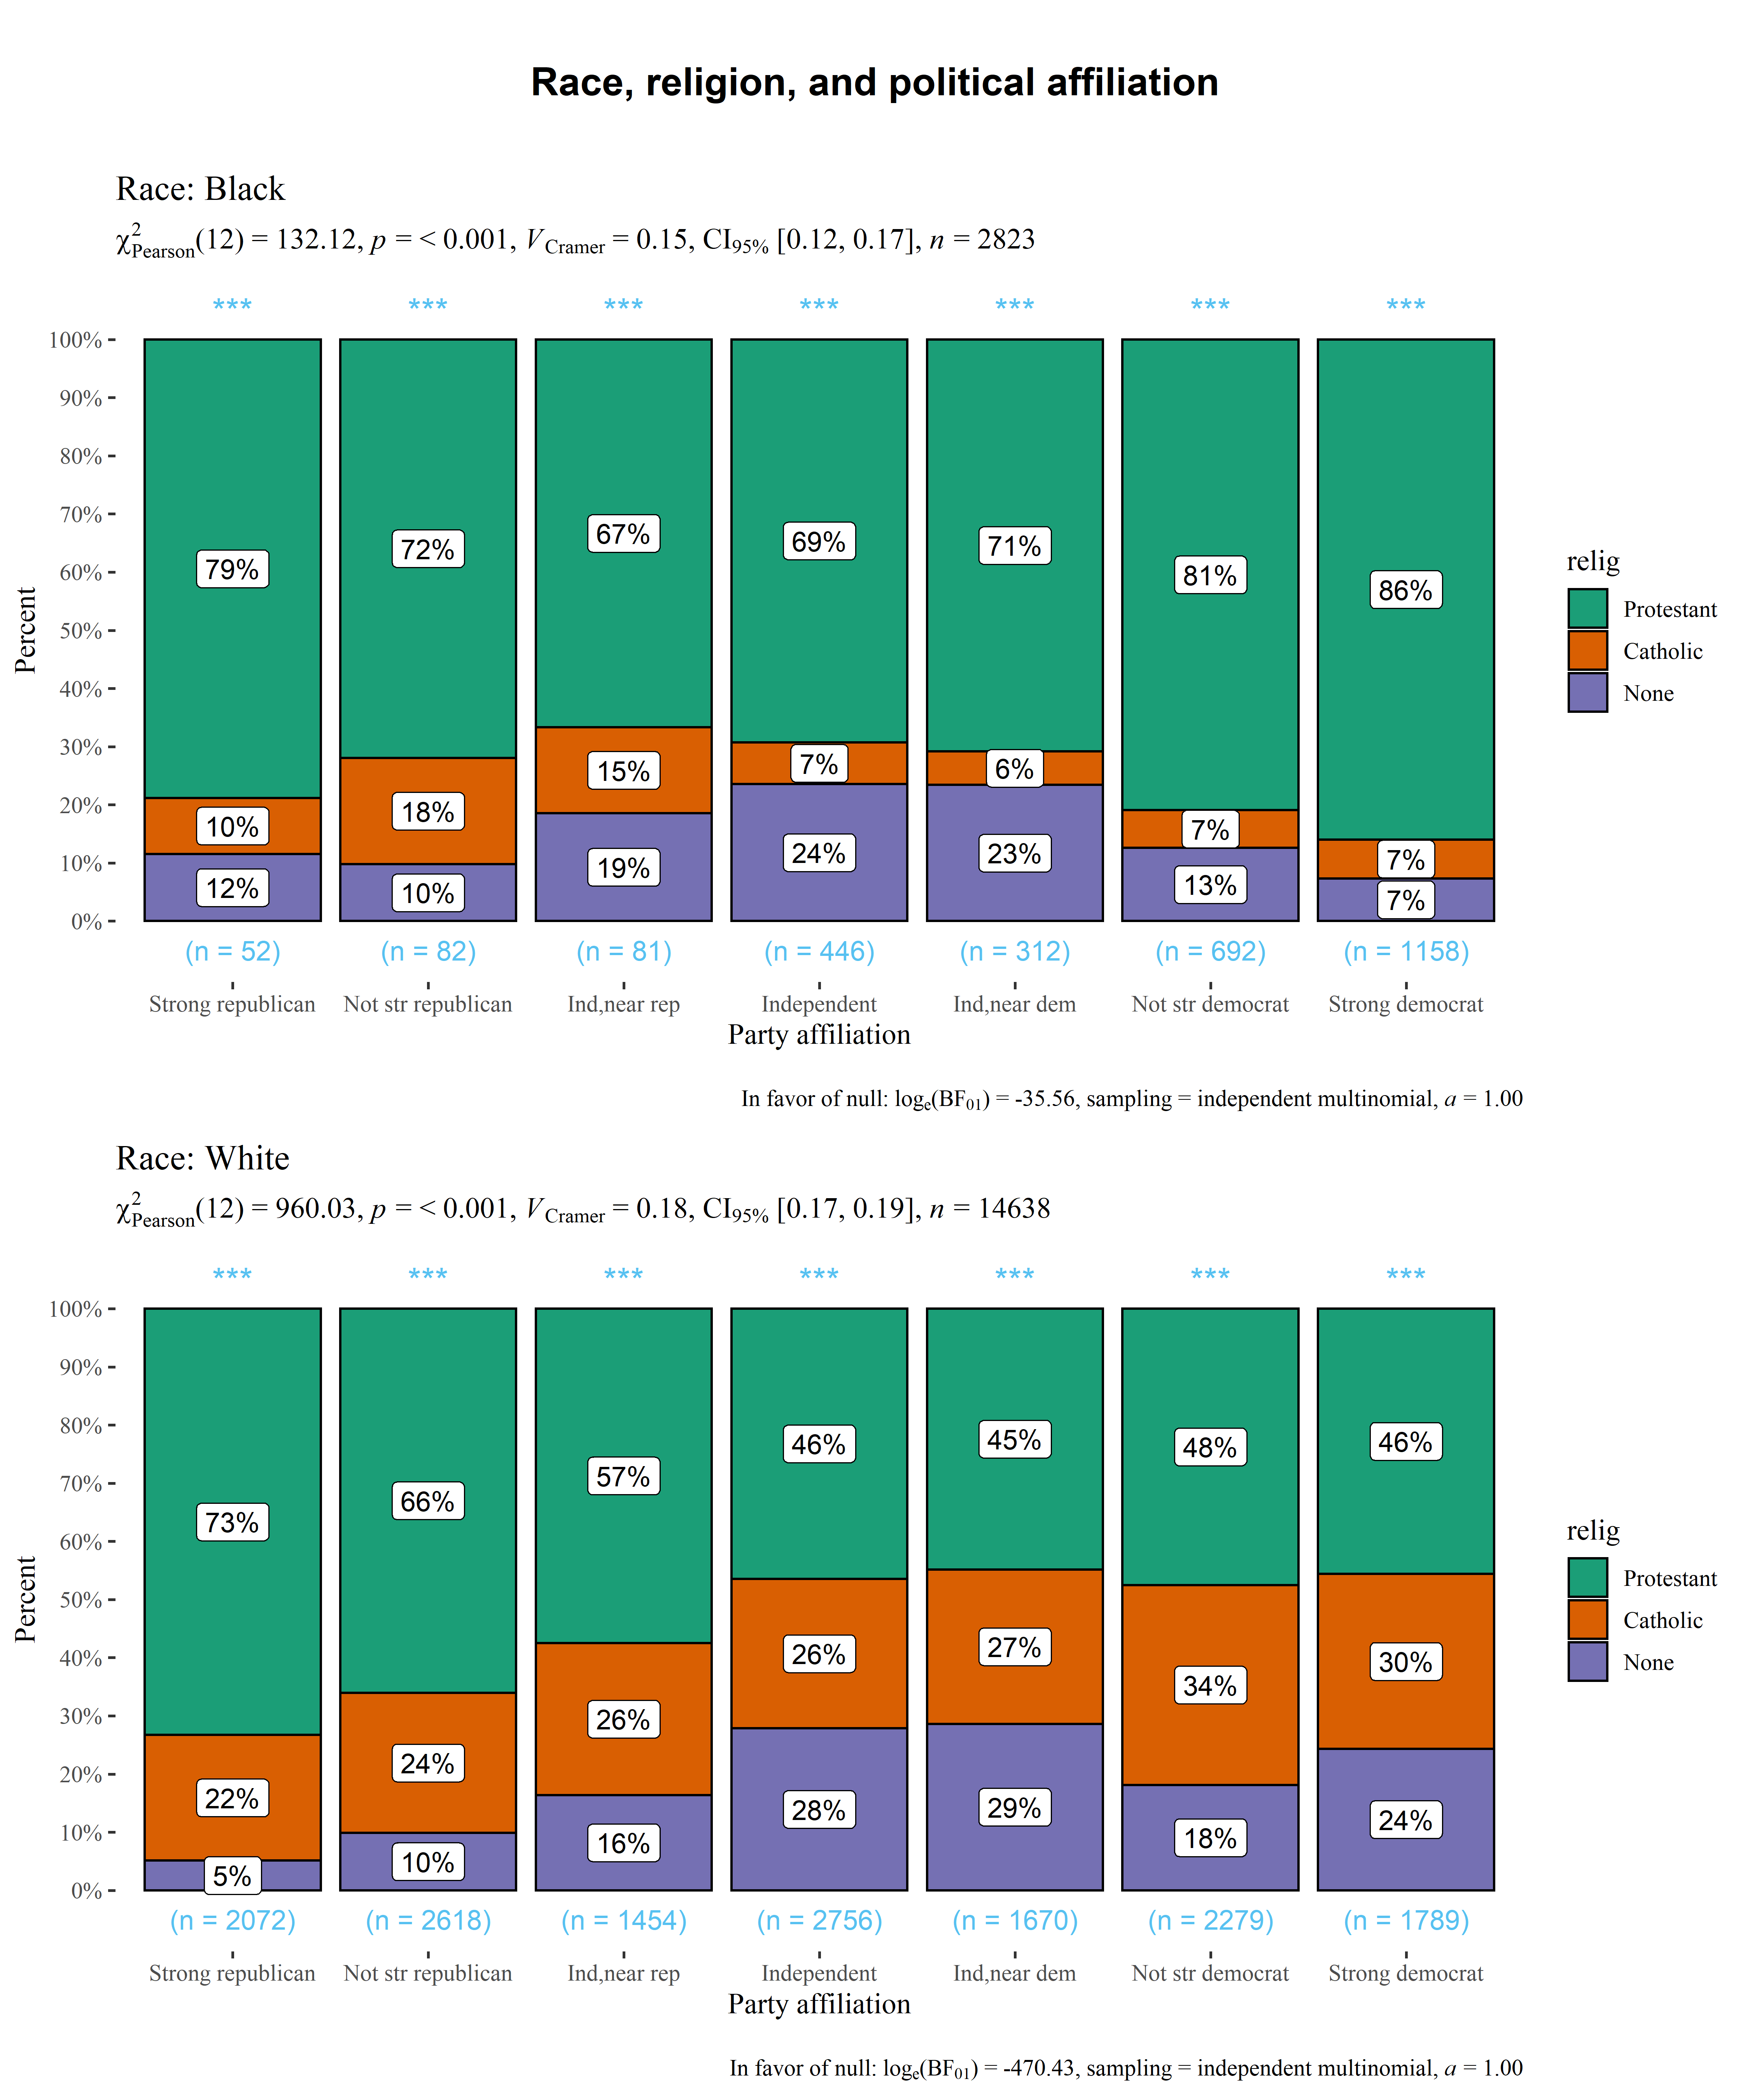 Race, religion, and political affiliation
Race: Black
χ²Pearson(12) = 132.12, p = < 0.001, VCramer = 0.15, CI95% [0.12, 0.17], n = 2823
*** *** *** *** *** *** ***
100%
90%
80%
70%
60%
50%
40%
30%
20%
10%
0%
Percent
79% 72% 67% 69% 71% 81% 86%
10% 18% 15% 7% 6% 7% 7%
12% 10% 19% 24% 23% 13% 7%
(n = 52) (n = 82) (n = 81) (n = 446) (n = 312) (n = 692) (n = 1158)
Strong republican Not str republican Ind,near rep Independent Ind,near dem Not str democrat Strong democrat
Party affiliation
relig
Protestant
Catholic
None
In favor of null: loge(BF01) = -35.56, sampling = independent multinomial, a = 1.00
Race: White
χ²Pearson(12) = 960.03, p = < 0.001, VCramer = 0.18, CI95% [0.17, 0.19], n = 14638
*** *** *** *** *** *** ***
100%
90%
80%
70%
60%
50%
40%
30%
20%
10%
0%
Percent
73% 66% 57% 46% 45% 48% 46%
22% 24% 26% 26% 27% 34% 30%
5% 10% 16% 28% 29% 18% 24%
(n = 2072) (n = 2618) (n = 1454) (n = 2756) (n = 1670) (n = 2279) (n = 1789)
Strong republican Not str republican Ind,near rep Independent Ind,near dem Not str democrat Strong democrat
Party affiliation
relig
Protestant
Catholic
None
In favor of null: loge(BF01) = -470.43, sampling = independent multinomial, a = 1.00